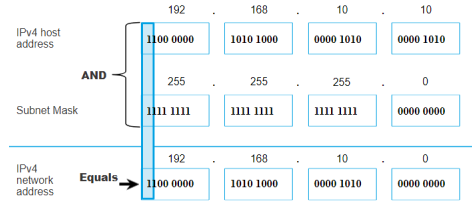 192 . 168 . 10 . 10
IPv4 host
address
1100 0000 1010 1000 0000 1010 0000 1010
AND
255 . 255 . 255 . 0
Subnet Mask
1111 1111 1111 1111 1111 1111 0000 0000
192 . 168 . 10 . 0
IPv4
network
address
Equals
1100 0000 1010 1000 0000 1010 0000 0000